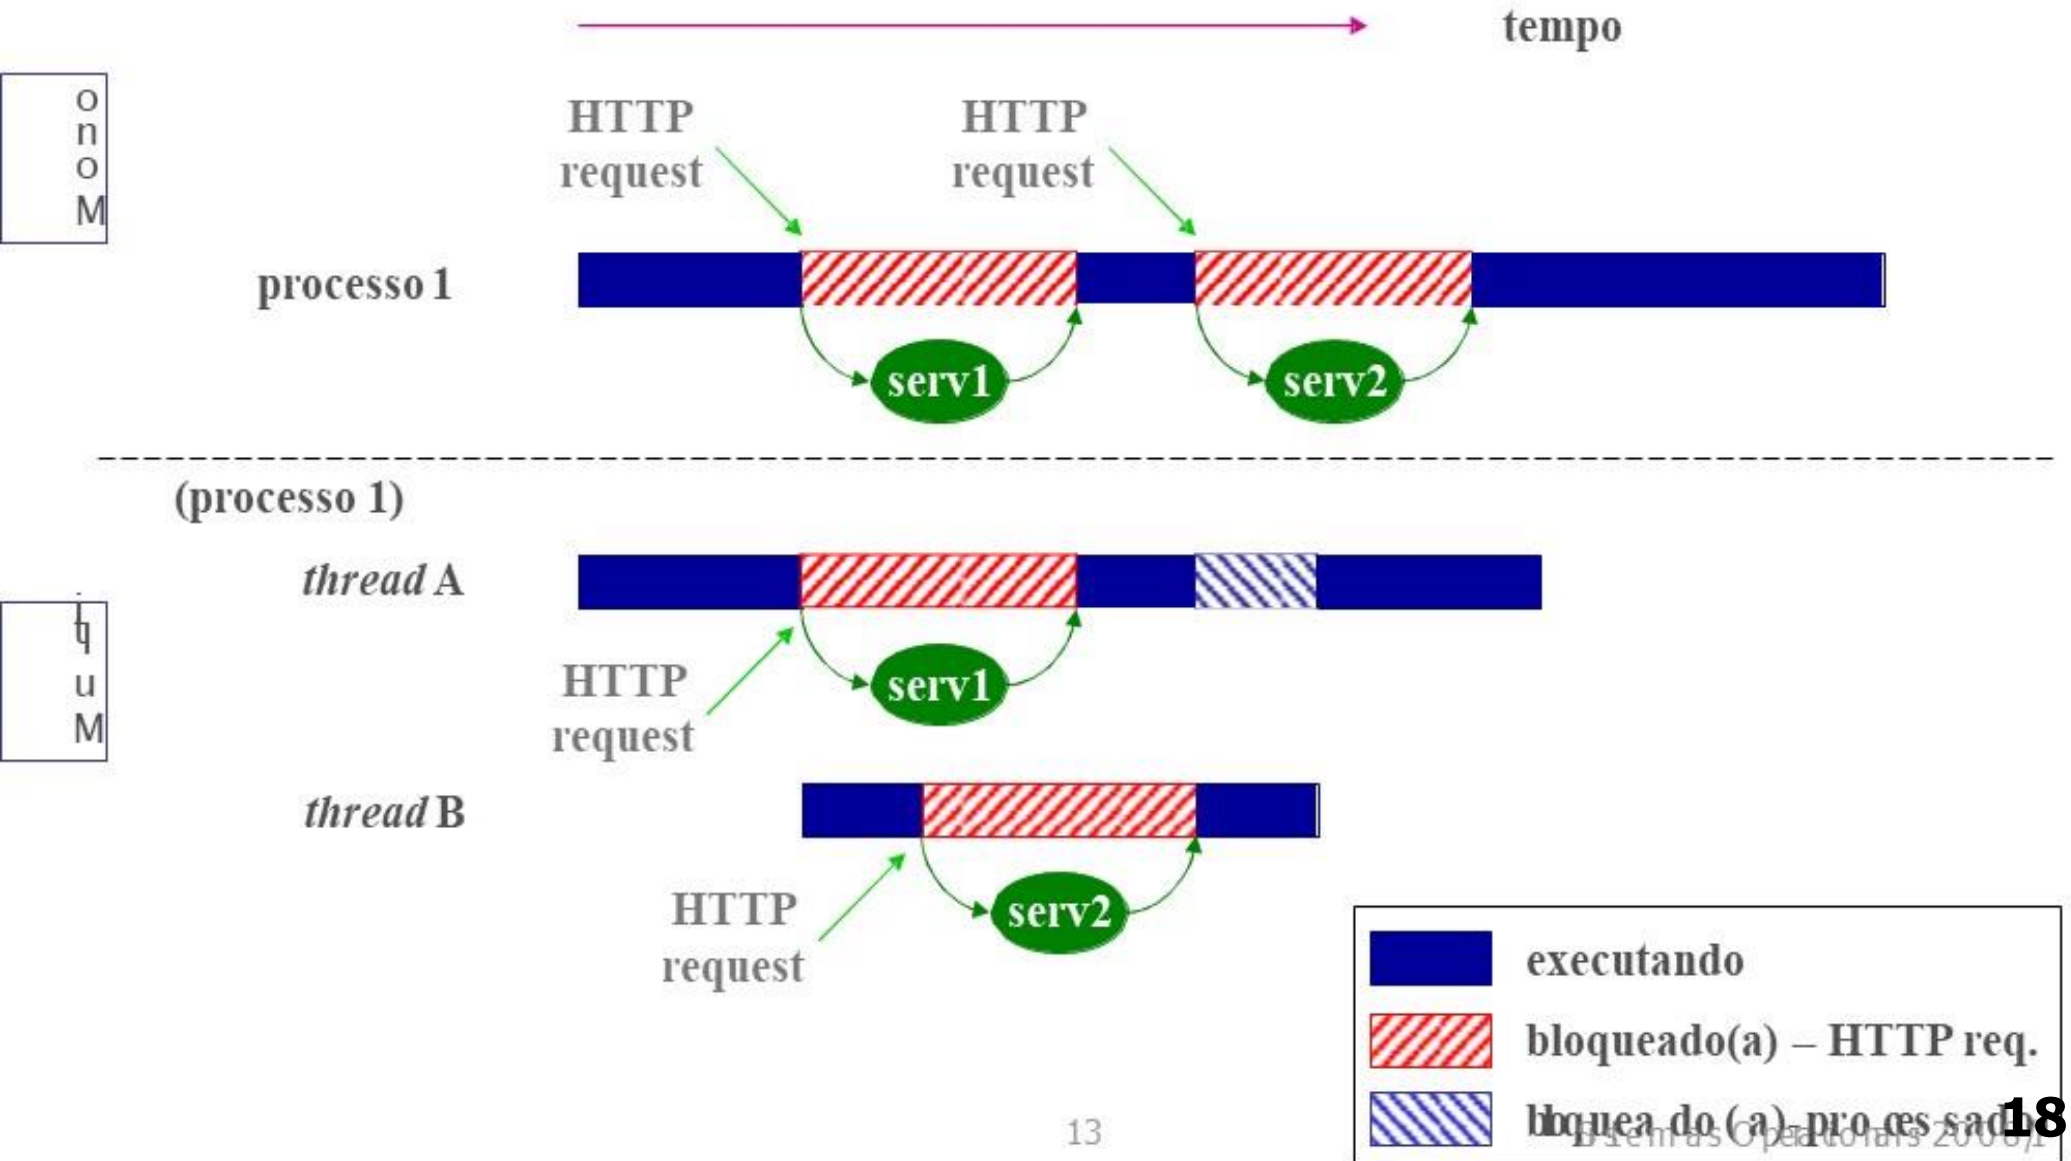 tempo
HTTP
request
HTTP
request
Mono
processo 1
serv1
serv2
(processo 1)
thread A
HTTP
request
serv1
thread B
HTTP
request
serv2
executando
bloqueado(a) – HTTP req.
13
18